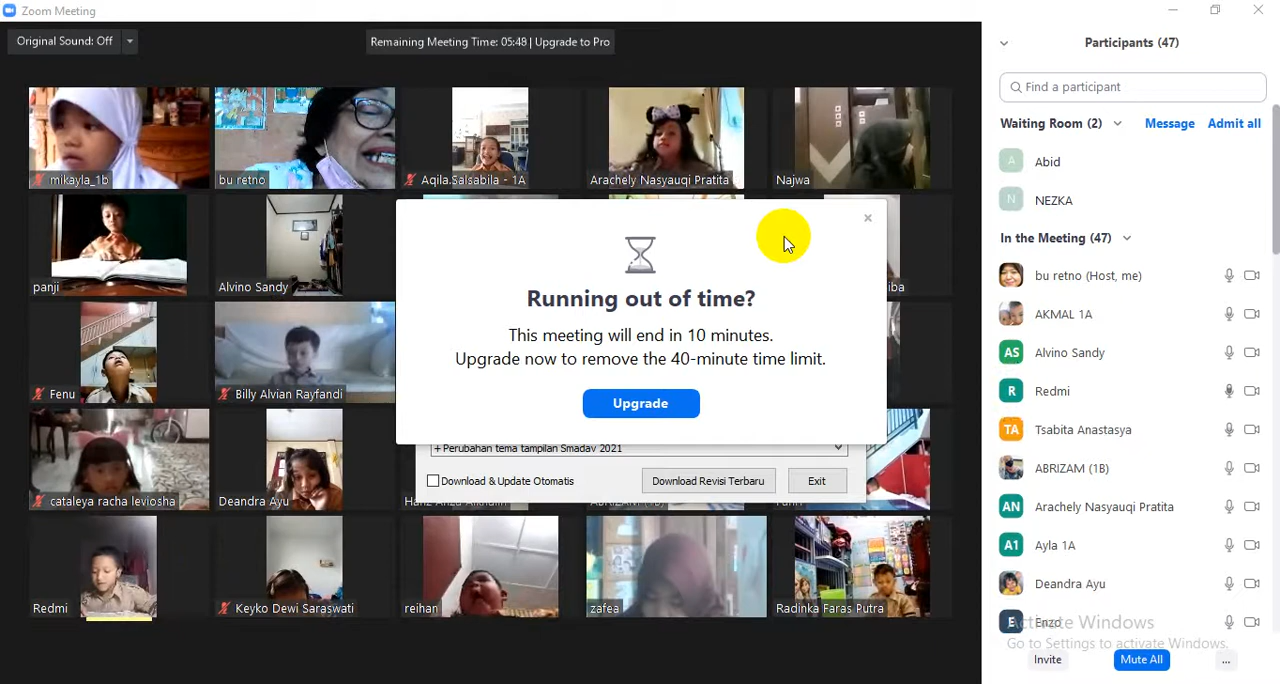 Zoom Meeting
Original Sound: Off
Remaining Meeting Time: 05:48 | Upgrade to Pro
Participants (47)
Find a participant
Waiting Room (2)
Message
Admit all
A
Abid
N
NEZKA
In the Meeting (47)
bu retno (Host, me)
AKMAL 1A
AS
Alvino Sandy
R
Redmi
TA
Tsabita Anastasya
ABRIZAM (1B)
AN
Arachely Nasyauqi Pratita
A1
Ayla 1A
Deandra Ayu
E
Enzo
Activate Windows
Go to Settings to activate Windows.
Invite
Mute All
...
mikayla_1b
bu retno
Aqila.Salsabila - 1A
Arachely Nasyauqi Pratita
Najwa
panji
Alvino Sandy
Running out of time?
This meeting will end in 10 minutes.
Upgrade now to remove the 40-minute time limit.
Upgrade
Fenu
Billy Alvian Rayfandi
+ Perubahan tema tampilan Smadav 2021
Download & Update Otomatis
Download Revisi Terbaru
Exit
cataleya racha leviosha
Deandra Ayu
Redmi
Keyko Dewi Saraswati
reihan
zafea
Radinka Faras Putra